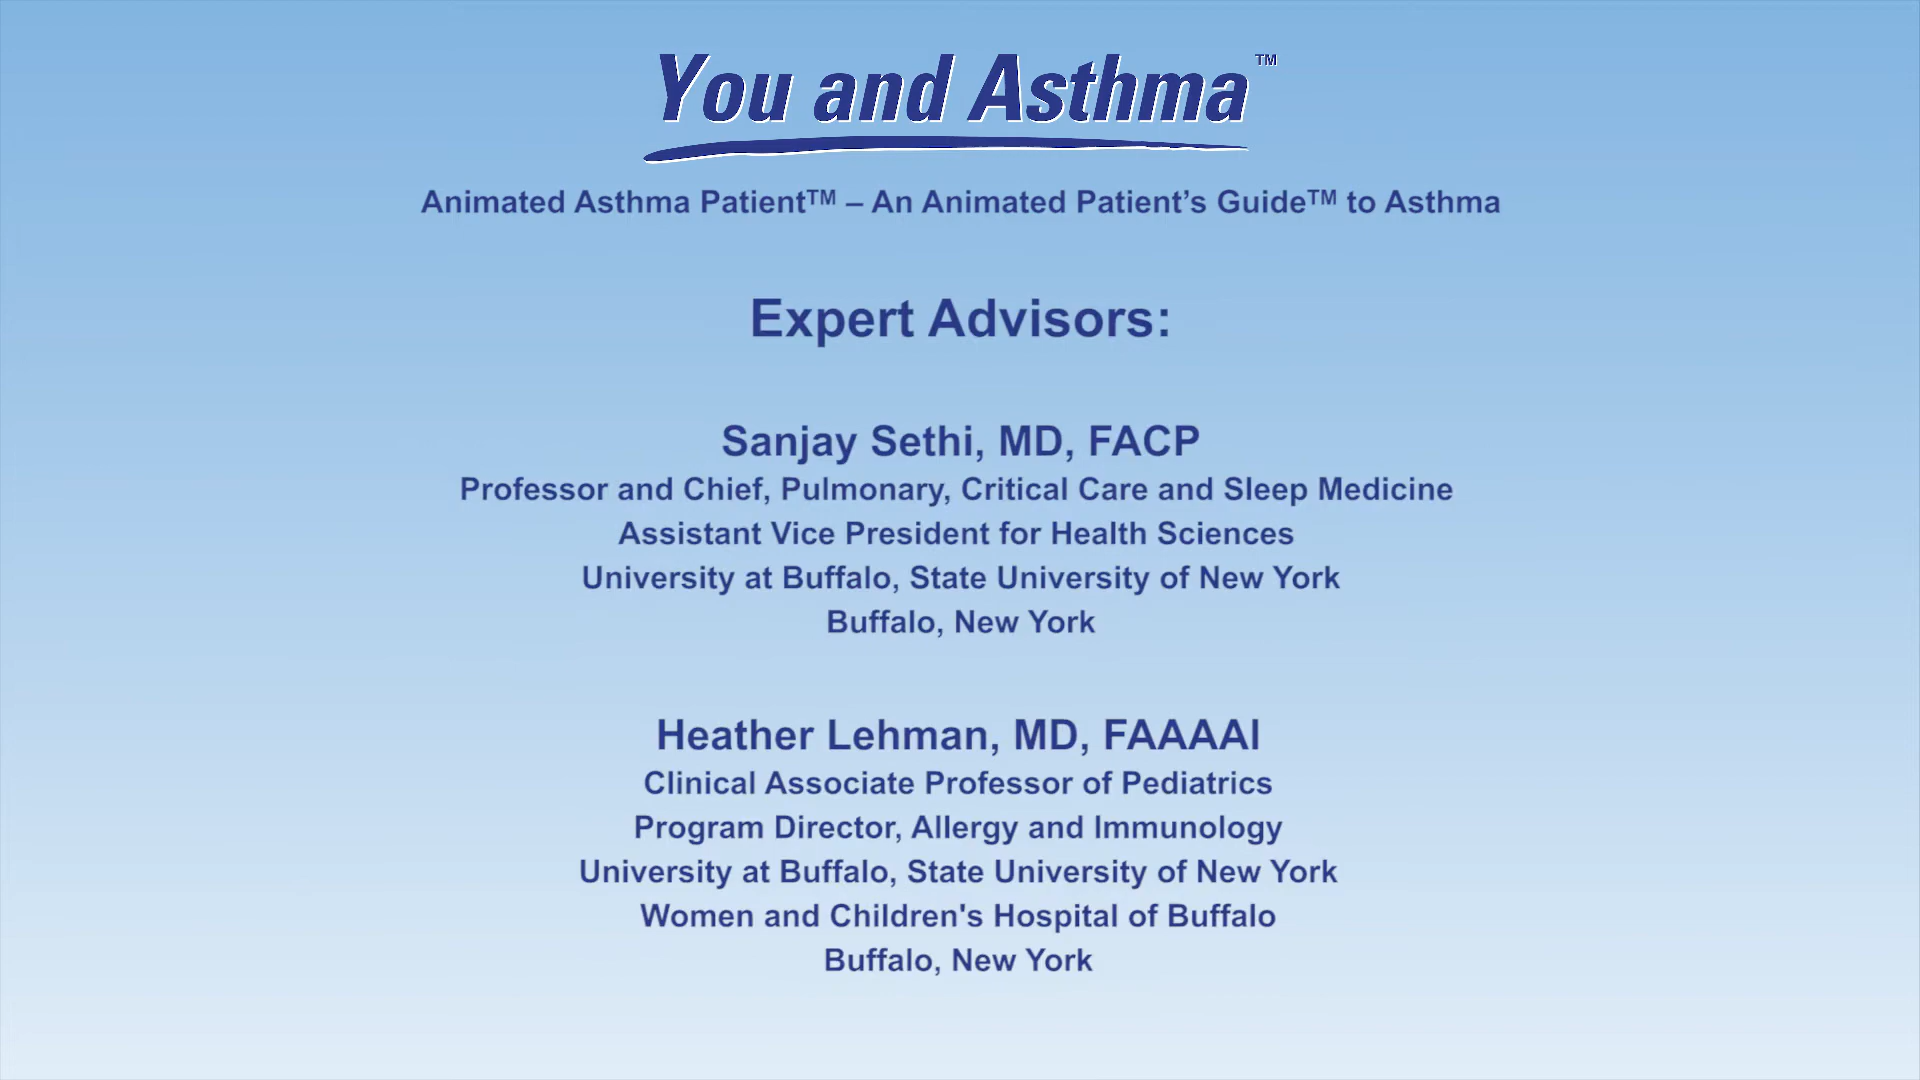 You and Asthma™
Animated Asthma Patient™ – An Animated Patient’s Guide™ to Asthma
Expert Advisors:
Sanjay Sethi, MD, FACP
Professor and Chief, Pulmonary, Critical Care and Sleep Medicine
Assistant Vice President for Health Sciences
University at Buffalo, State University of New York
Buffalo, New York
Heather Lehman, MD, FAAAAI
Clinical Associate Professor of Pediatrics
Program Director, Allergy and Immunology
University at Buffalo, State University of New York
Women and Children's Hospital of Buffalo
Buffalo, New York